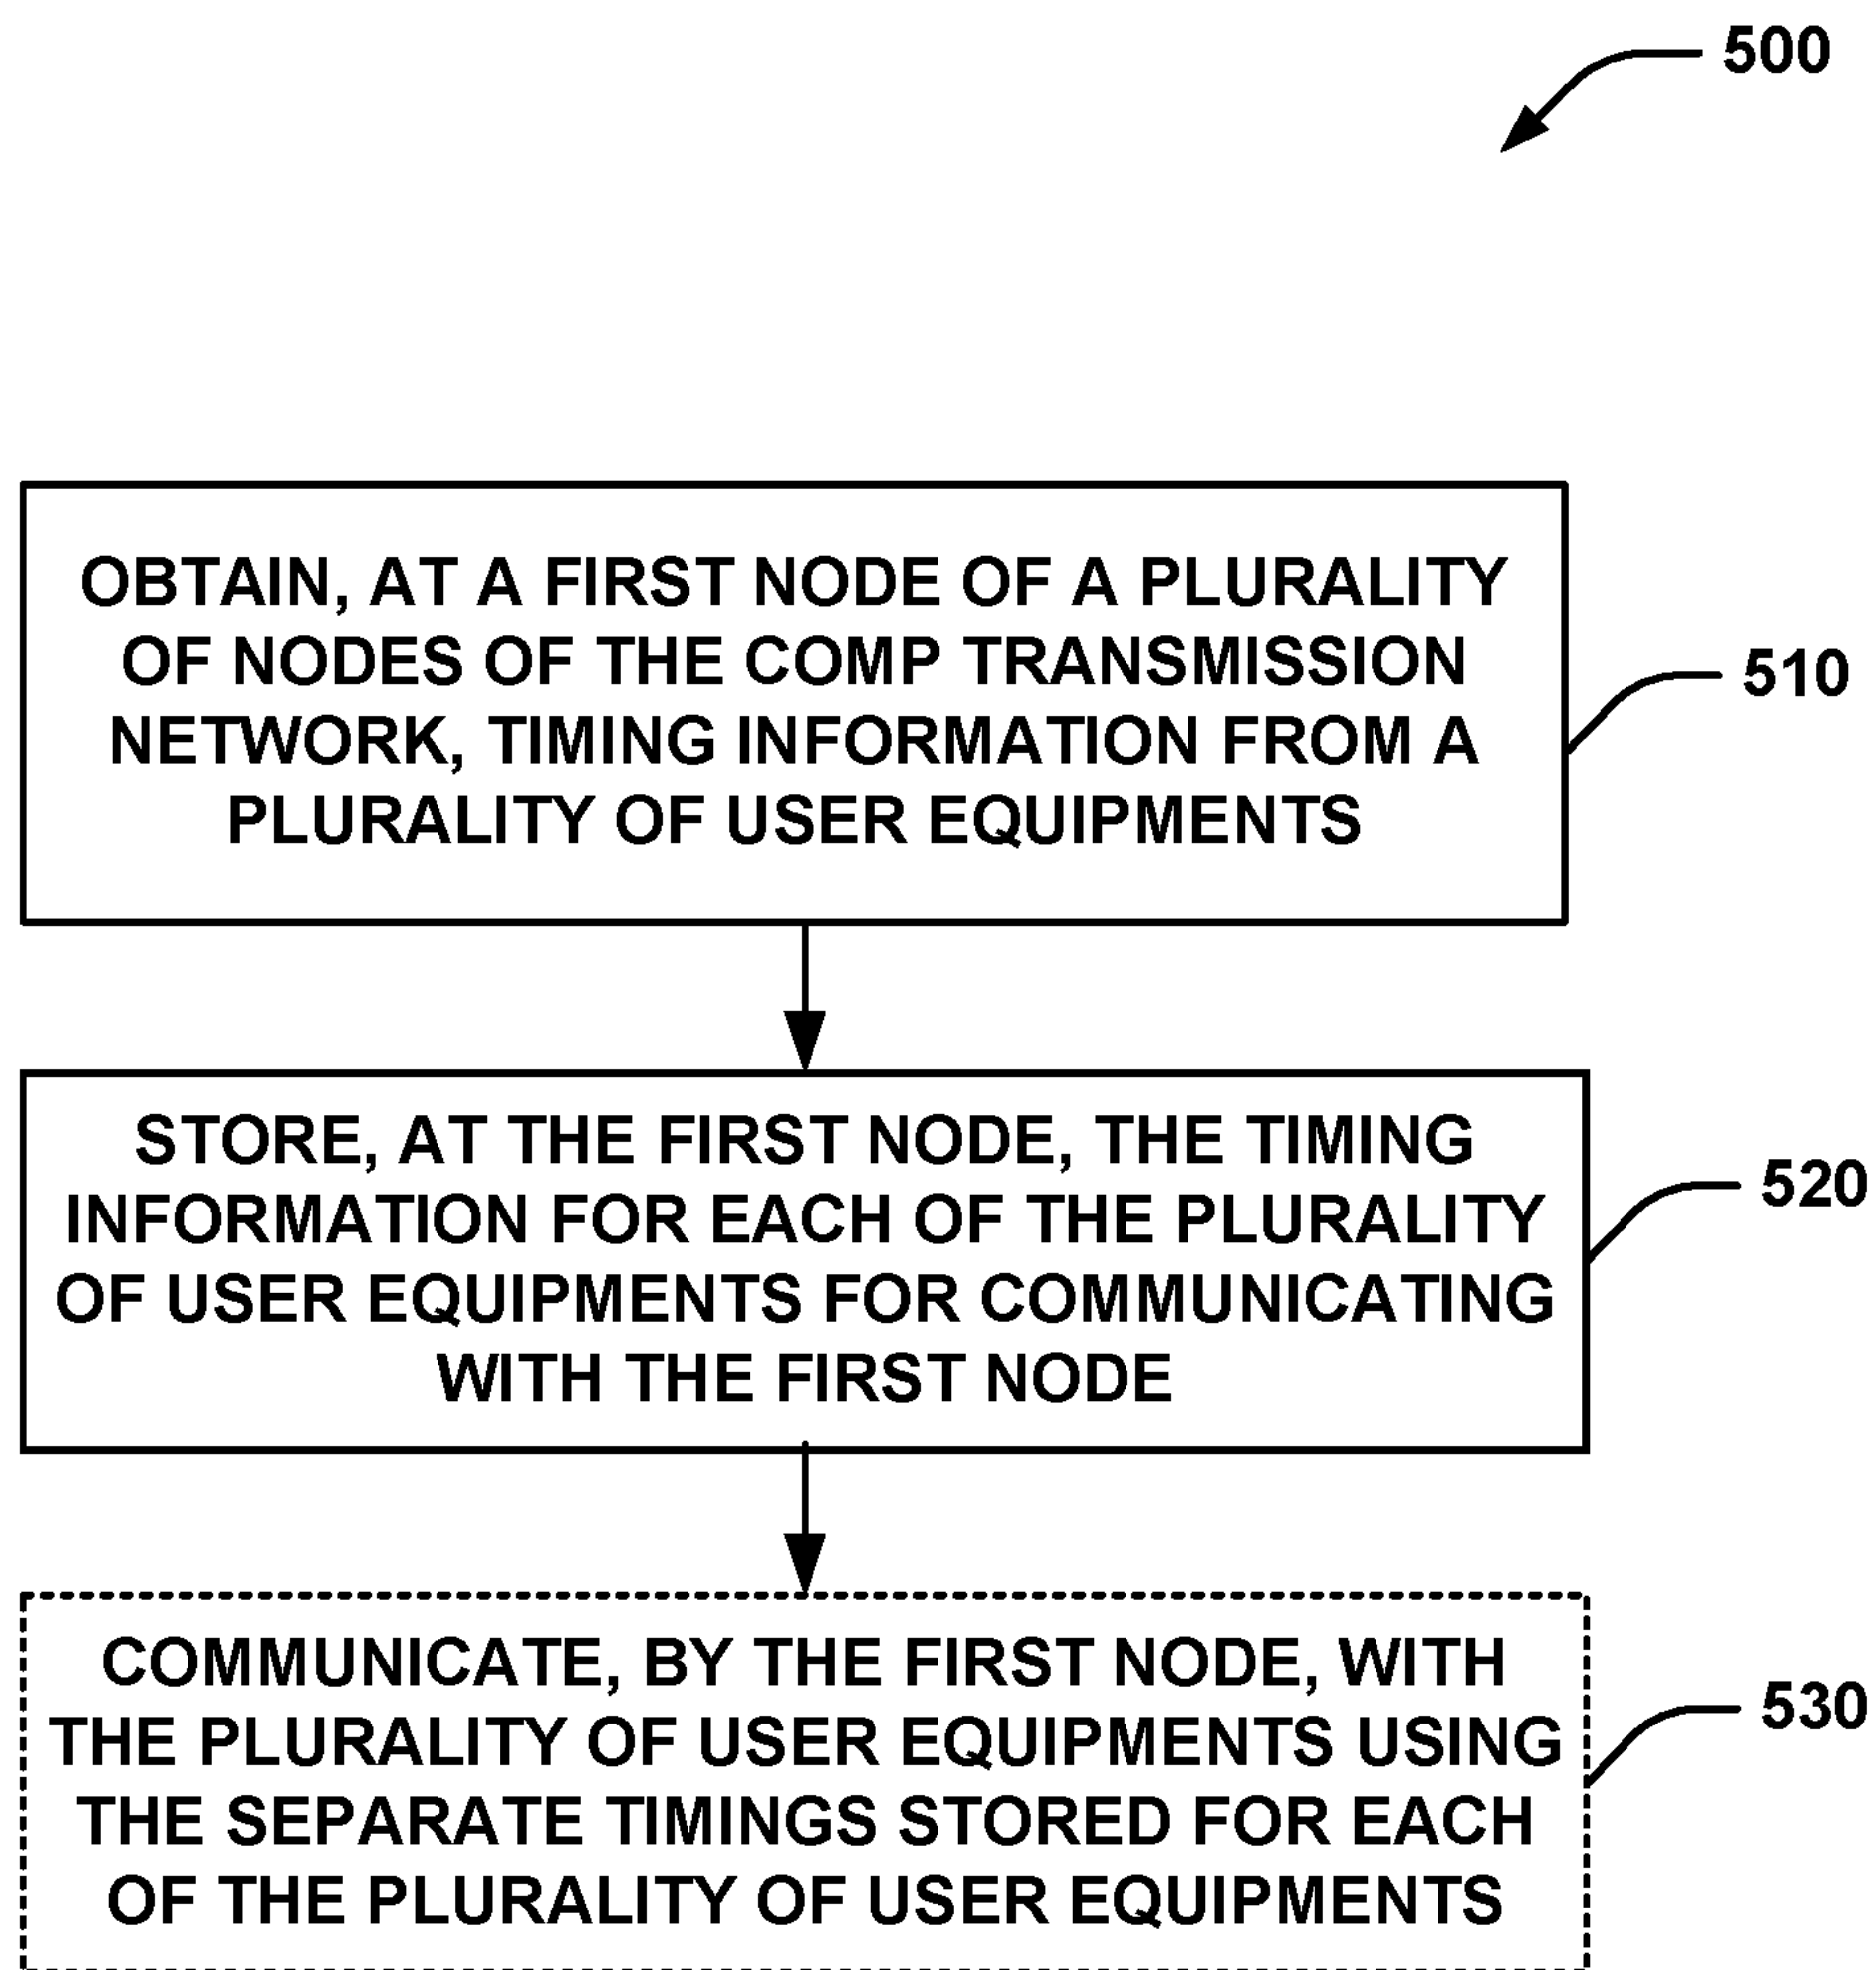 500
OBTAIN, AT A FIRST NODE OF A PLURALITY
OF NODES OF THE COMP TRANSMISSION
NETWORK, TIMING INFORMATION FROM A
PLURALITY OF USER EQUIPMENTS
510
STORE, AT THE FIRST NODE, THE TIMING
INFORMATION FOR EACH OF THE PLURALITY
OF USER EQUIPMENTS FOR COMMUNICATING
WITH THE FIRST NODE
520
COMMUNICATE, BY THE FIRST NODE, WITH
THE PLURALITY OF USER EQUIPMENTS USING
THE SEPARATE TIMINGS STORED FOR EACH
OF THE PLURALITY OF USER EQUIPMENTS
530